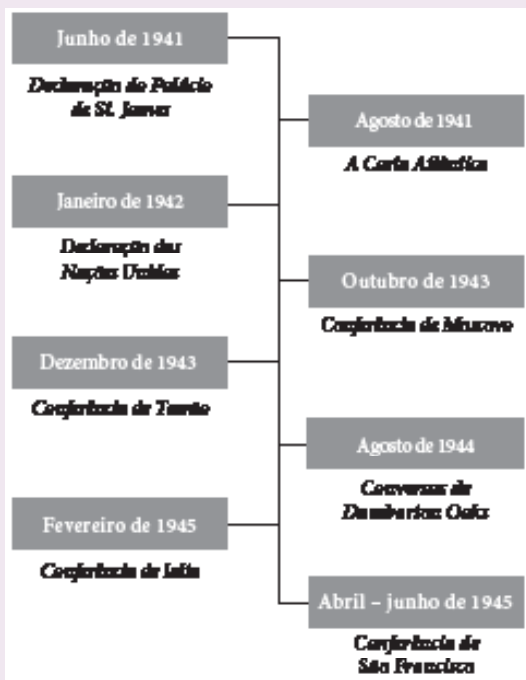 Junho de 1941
Declaração do Palácio
de St. James
Agosto de 1941
A Carta Atlântica
Janeiro de 1942
Declaração das
Nações Unidas
Outubro de 1943
Conferência de Moscovo
Dezembro de 1943
Conferência de Teerão
Agosto de 1944
Conversas de
Dumbarton Oaks
Fevereiro de 1945
Conferência de Ialta
Abril – junho de 1945
Conferência de
São Francisco